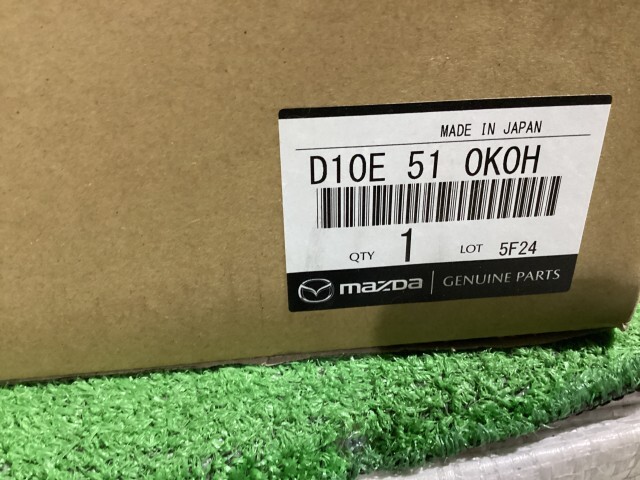 MADE IN JAPAN
D10E 51 0K0H
QTY 1 LOT 5F24
mazda GENUINE PARTS